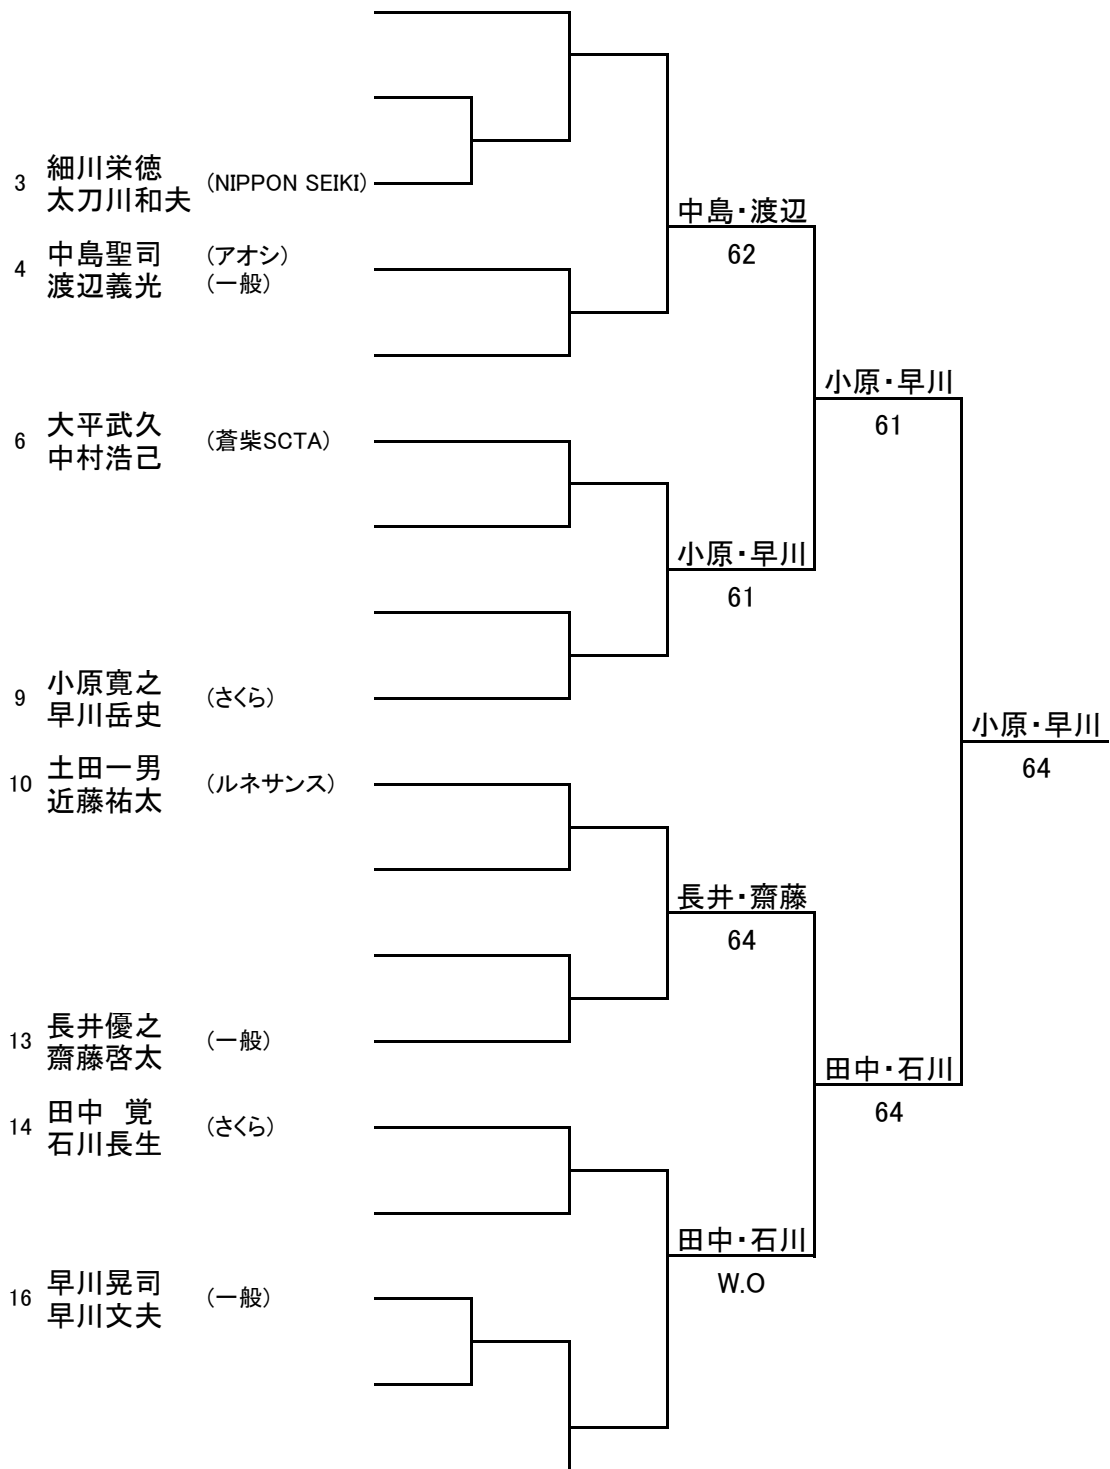 3 細川栄徳 (NIPPON SEIKI)
太刀川和夫
中島・渡辺
62
4 中島聖司 (アオシ)
渡辺義光 (一般)
小原・早川
61
6 大平武久 (蒼柴SCTA)
中村浩己
小原・早川
61
9 小原寛之 (さくら)
早川岳史
小原・早川
64
10 土田一男 (ルネサンス)
近藤祐太
長井・齋藤
64
13 長井優之 (一般)
齋藤啓太
田中・石川
64
14 田中 覚 (さくら)
石川長生
田中・石川
W.O
16 早川晃司 (一般)
早川文夫